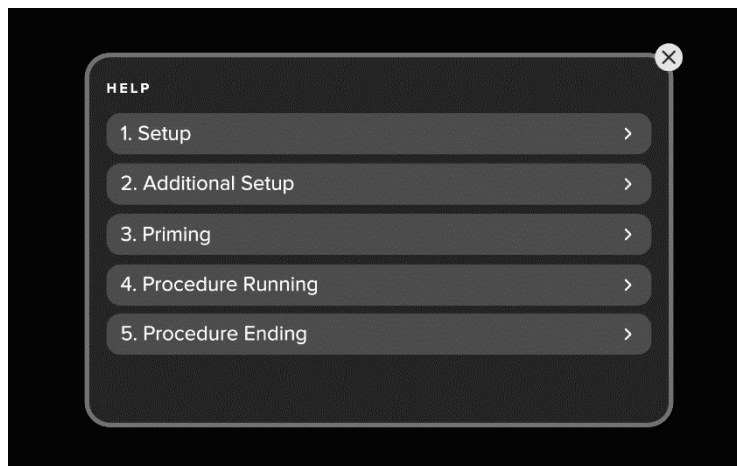 HELP
1. Setup
2. Additional Setup
3. Priming
4. Procedure Running
5. Procedure Ending